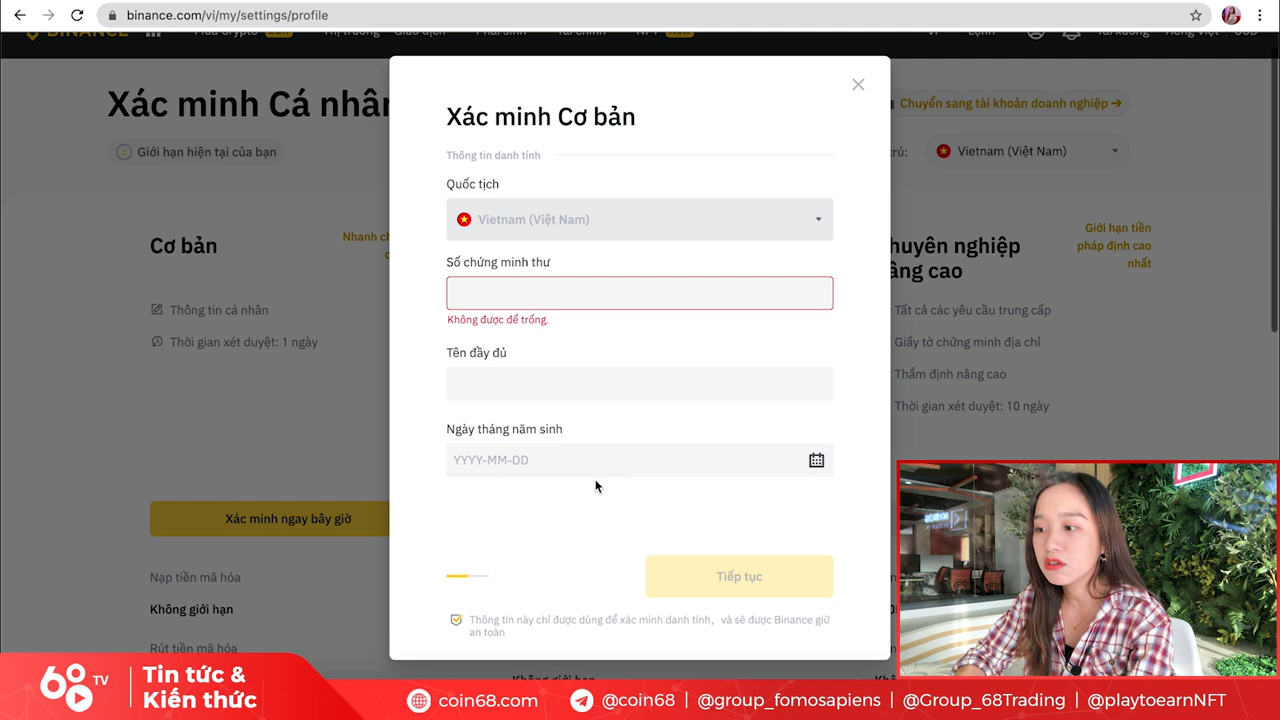 binance.com/vi/my/settings/profile
BINANCE
Xác minh Cá nhân
Chuyển sang tài khoản doanh nghiệp →
Giới hạn hiện tại của bạn
trú:
Vietnam (Việt Nam)
Cơ bản
Nhanh
Thông tin cá nhân
Thời gian xét duyệt: 1 ngày
Xác minh ngay bây giờ
Nạp tiền mã hóa
Không giới hạn
Rút tiền mã hóa
Xác minh Cơ bản
Thông tin danh tính
Quốc tịch
Vietnam (Việt Nam)
Số chứng minh thư
Không được để trống.
Tên đầy đủ
Ngày tháng năm sinh
YYYY-MM-DD
Tiếp tục
Thông tin này chỉ được dùng để xác minh danh tính, và sẽ được Binance giữ
an toàn
huyên nghiệp
âng cao
Giới hạn tiền
pháp định cao
nhất
Tất cả các yêu cầu trung cấp
Giấy tờ chứng minh địa chỉ
Thẩm định nâng cao
Thời gian xét duyệt: 10 ngày
68 TV
Tin tức &
Kiến thức
coin68.com
@coin68 | @group_fomosapiens | @Group_68Trading | @playtoearnNFT